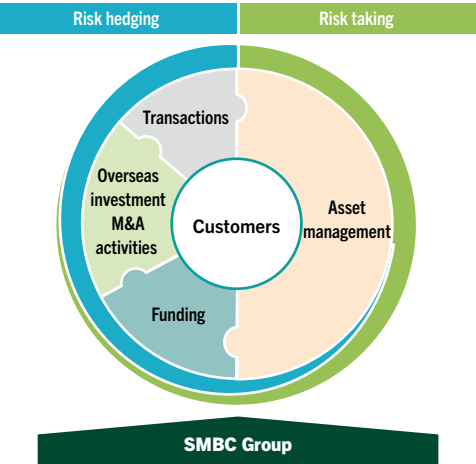 Risk hedging
Risk taking
Transactions
Overseas
investment
M&A
activities
Customers
Asset
management
Funding
SMBC Group